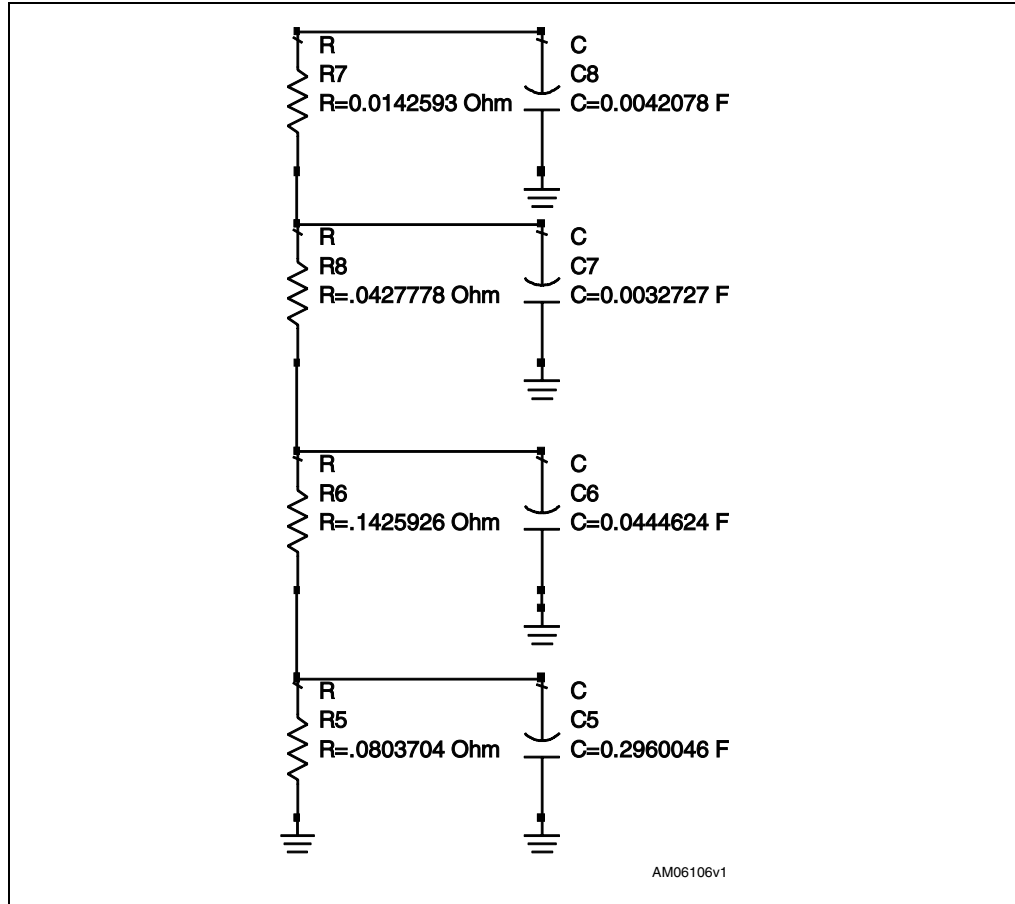 R
R7
R=0.0142593 Ohm
C
C8
C=0.0042078 F
R
R8
R=.0427778 Ohm
C
C7
C=0.0032727 F
R
R6
R=.1425926 Ohm
C
C6
C=0.0444624 F
R
R5
R=.0803704 Ohm
C
C5
C=0.2960046 F
AM06106v1